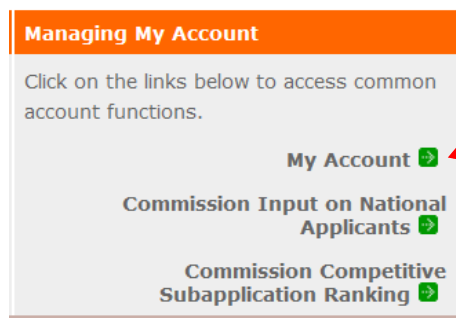 Managing My Account
Click on the links below to access common
account functions.
My Account
Commission Input on National
Applicants
Commission Competitive
Subapplication Ranking